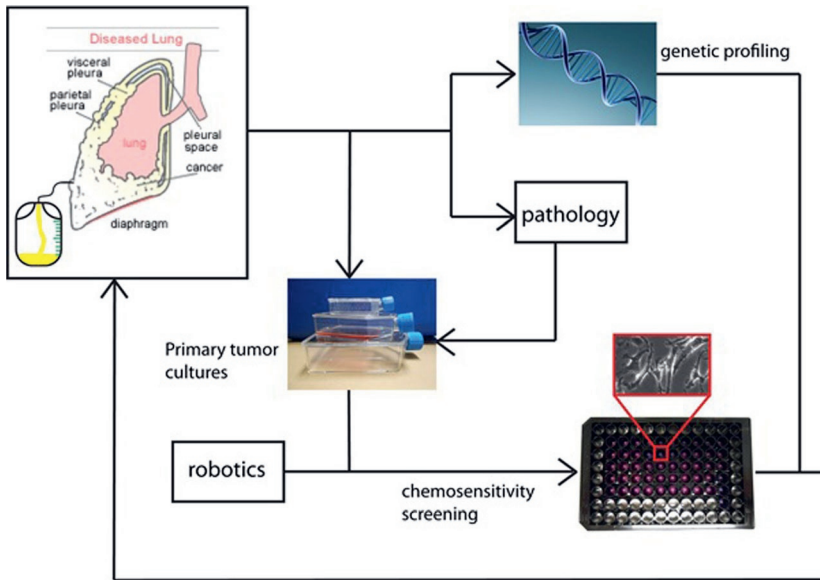 Diseased Lung
visceral
pleura
parietal
pleura
lung
pleural
space
cancer
diaphragm
genetic profiling
pathology
Primary tumor
cultures
robotics
chemosensitivity
screening